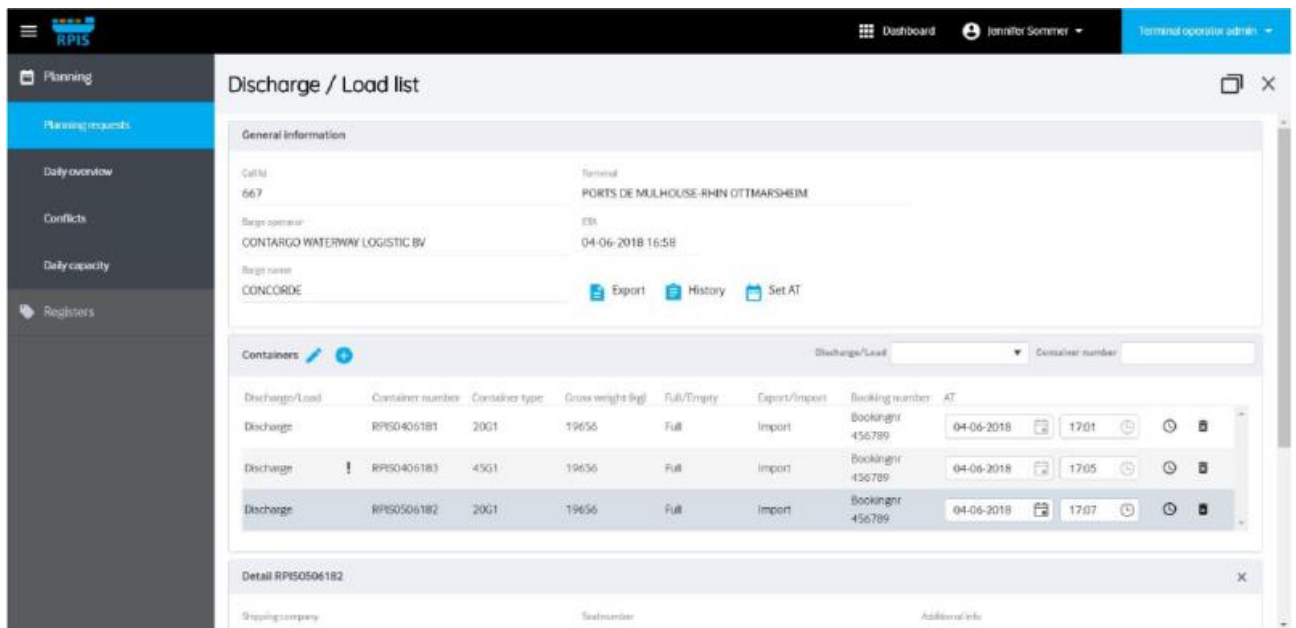 RPIS
Dashboard
Jennifer Sommer
Terminal operator admin
Planning
Planning requests
Daily overview
Conflicts
Daily capacity
Registers
Discharge / Load list
General information
Call Id
Terminal
667
PORTS DE MULHOUSE-RHIN OTTMARSHEIM
Barge operator
ETA
CONTARGO WATERWAY LOGISTIC BV
04-06-2018 16:58
Barge name
CONCORDE
Export
History
Set AT
Containers
Discharge/Load
Container number
Discharge/Load Container number Container type Gross weight (kg) Full/Empty Export/Import Booking number AT
Discharge RPIS0406181 20G1 19656 Full Import Bookingnr 456789 04-06-2018 17:01
Discharge ! RPIS0406183 45G1 19656 Full Import Bookingnr 456789 04-06-2018 17:05
Discharge RPIS0506182 20G1 19656 Full Import Bookingnr 456789 04-06-2018 17:07
Detail RPIS0506182
Shipping company
Sealnumber
Additional info